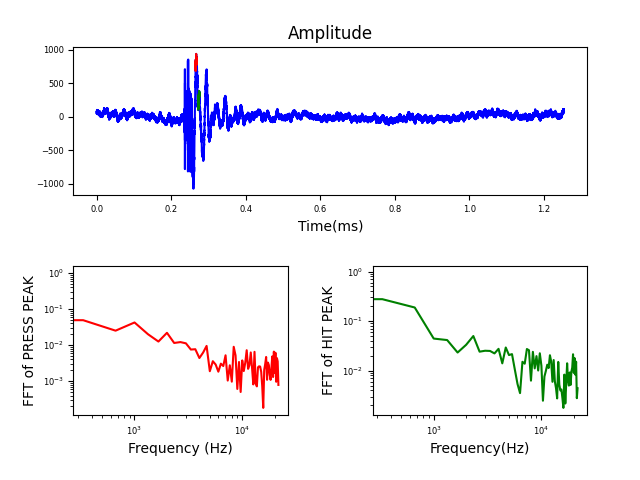 Amplitude
1000
500
0
−500
−1000
0.0 0.2 0.4 0.6 0.8 1.0 1.2
Time(ms)
FFT of PRESS PEAK
10⁰
10⁻¹
10⁻²
10⁻³
10³ 10⁴
Frequency (Hz)
FFT of HIT PEAK
10⁰
10⁻¹
10⁻²
10³ 10⁴
Frequency(Hz)